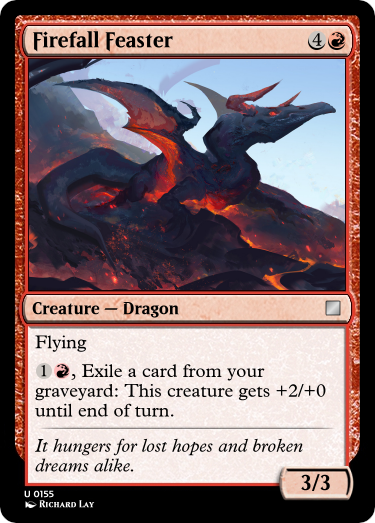 Firefall Feaster 4
Creature — Dragon
Flying
1, Exile a card from your
graveyard: This creature gets +2/+0
until end of turn.
It hungers for lost hopes and broken
dreams alike.
3/3
U 0155
Richard Lay